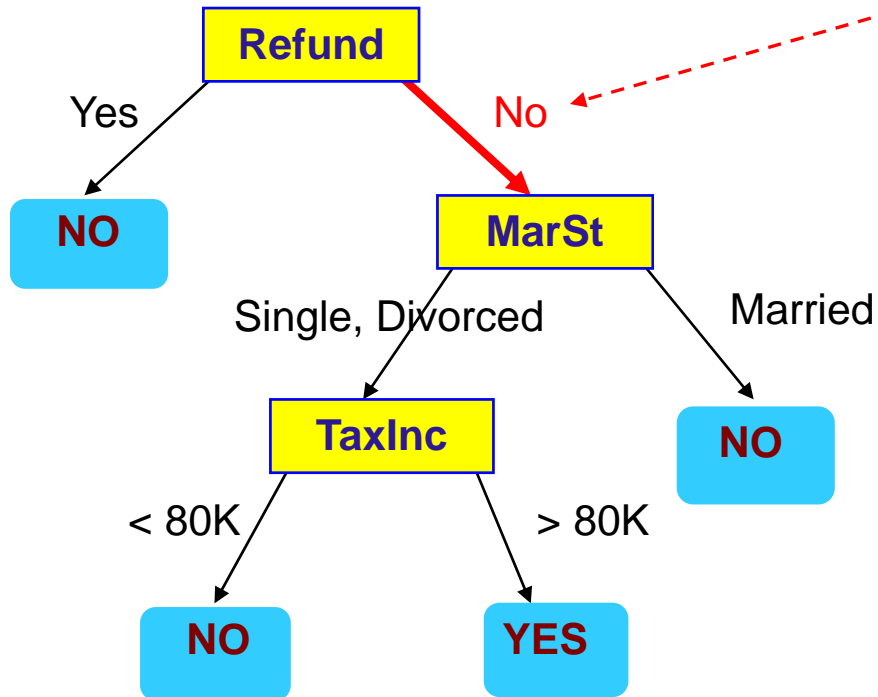 Refund
Yes
No
NO
MarSt
Single, Divorced
Married
TaxInc
NO
< 80K
> 80K
NO
YES